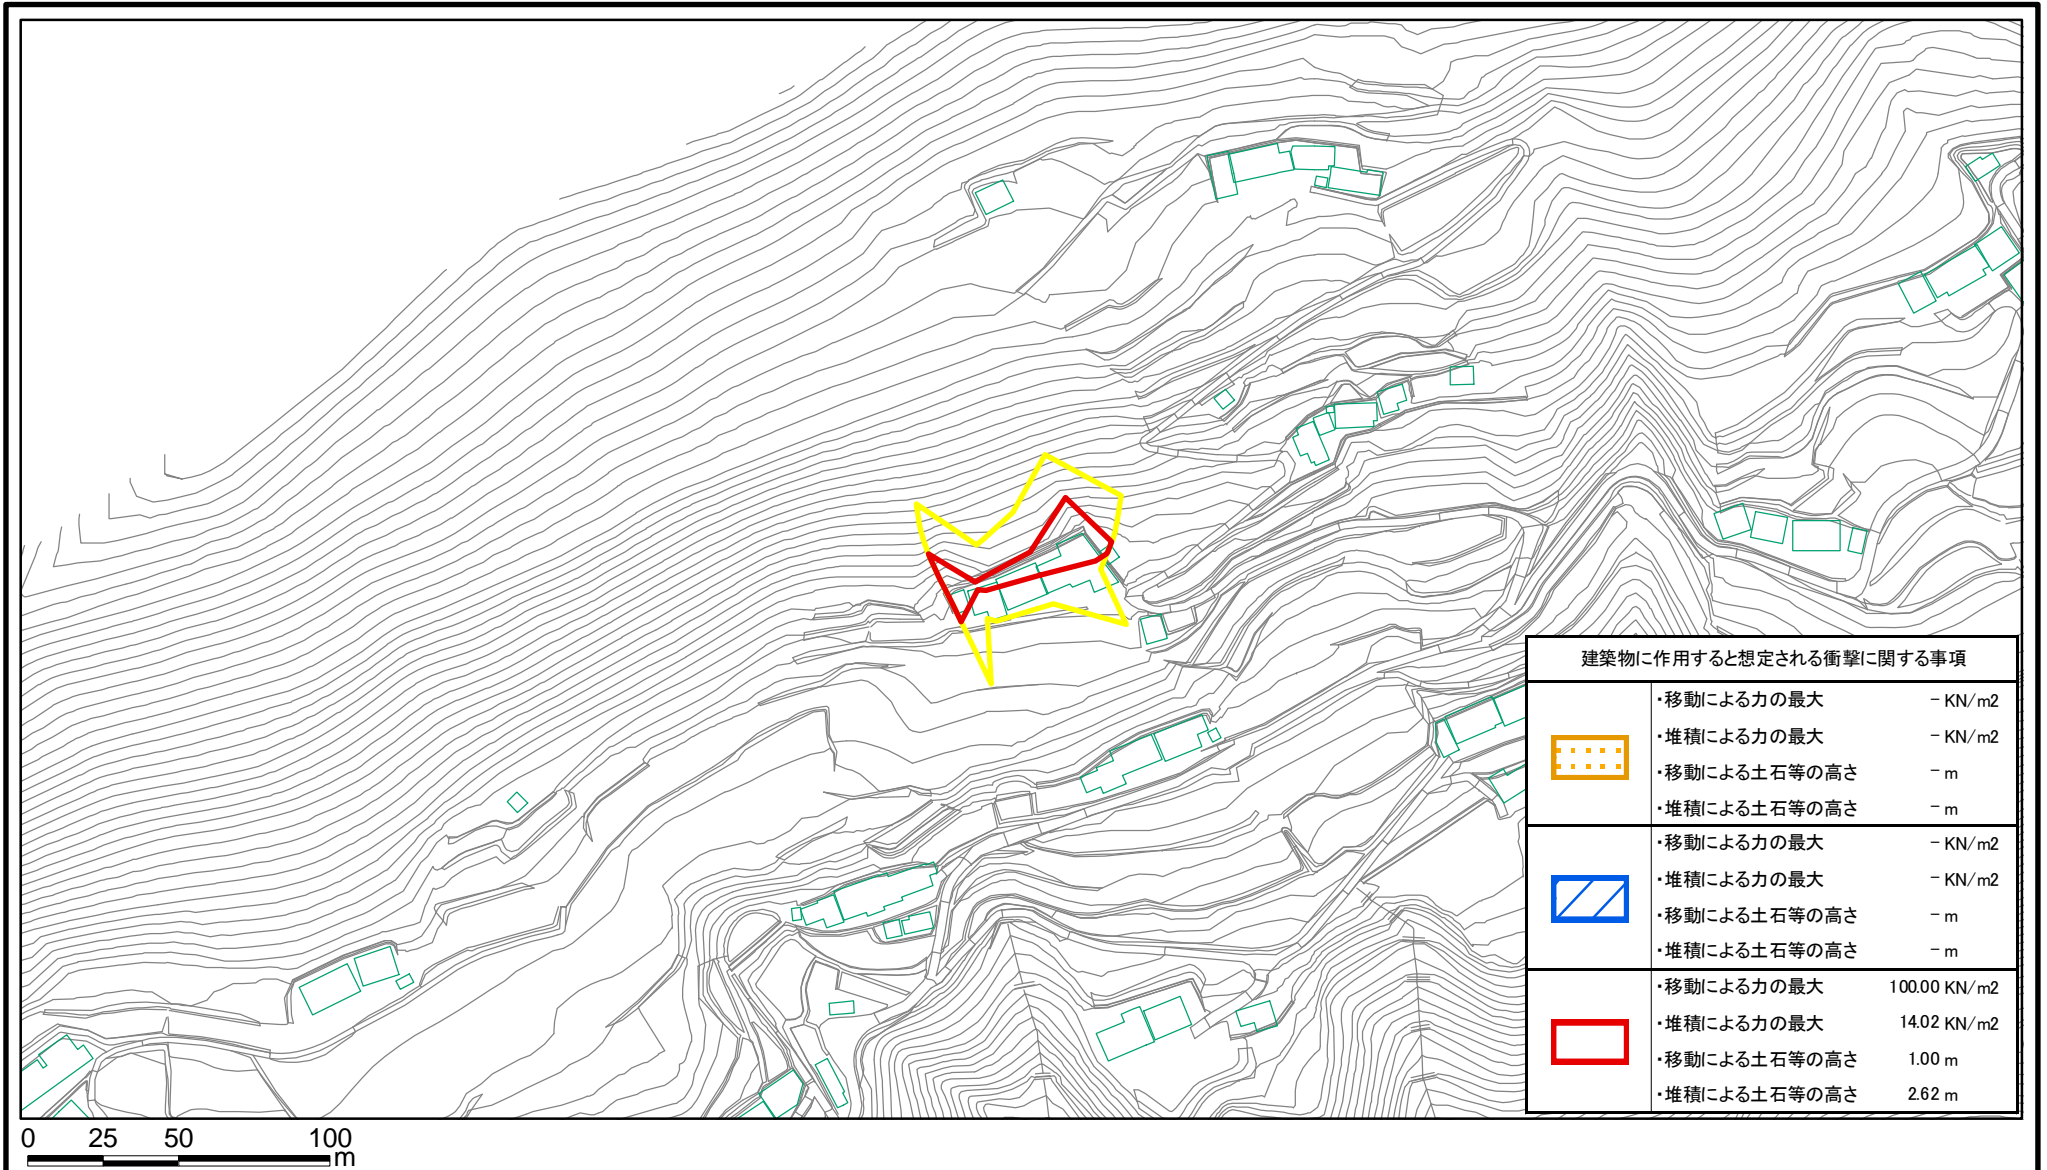 建築物に作用すると想定される衝撃に関する事項
・移動による力の最大 - KN/m2
・堆積による力の最大 - KN/m2
・移動による土石等の高さ - m
・堆積による土石等の高さ - m
・移動による力の最大 - KN/m2
・堆積による力の最大 - KN/m2
・移動による土石等の高さ - m
・堆積による土石等の高さ - m
・移動による力の最大 100.00 KN/m2
・堆積による力の最大 14.02 KN/m2
・移動による土石等の高さ 1.00 m
・堆積による土石等の高さ 2.62 m
0 25 50 100
m